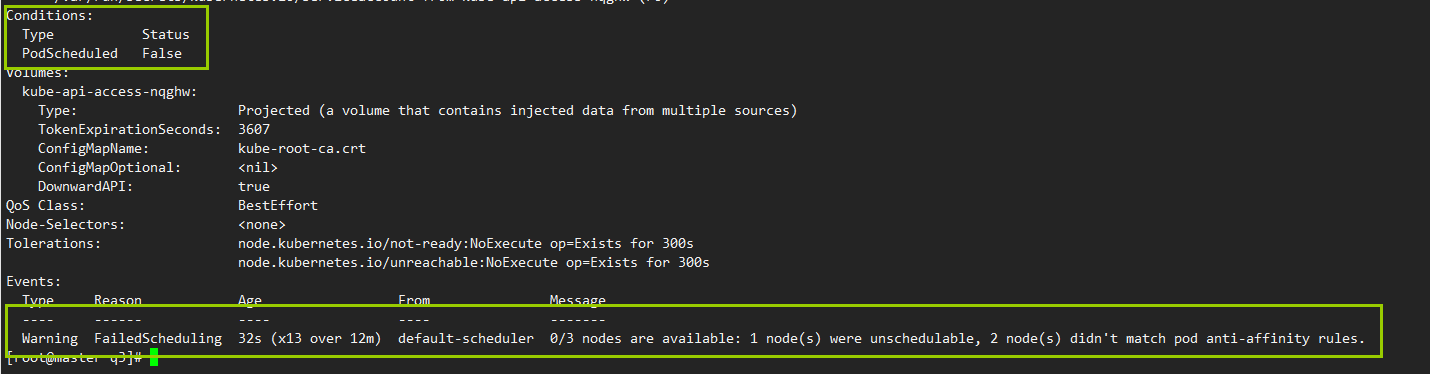 Conditions:
  Type           Status
  PodScheduled   False
Volumes:
  kube-api-access-nqghw:
    Type:                    Projected (a volume that contains injected data from multiple sources)
    TokenExpirationSeconds:  3607
    ConfigMapName:           kube-root-ca.crt
    ConfigMapOptional:       <nil>
    DownwardAPI:             true
QoS Class:                   BestEffort
Node-Selectors:              <none>
Tolerations:                 node.kubernetes.io/not-ready:NoExecute op=Exists for 300s
                             node.kubernetes.io/unreachable:NoExecute op=Exists for 300s
Events:
  Type     Reason            Age                 From               Message
  ----     ------            ----                ----               -------
  Warning  FailedScheduling  32s (x13 over 12m)  default-scheduler  0/3 nodes are available: 1 node(s) were unschedulable, 2 node(s) didn't match pod anti-affinity rules.
[root@master q3]#